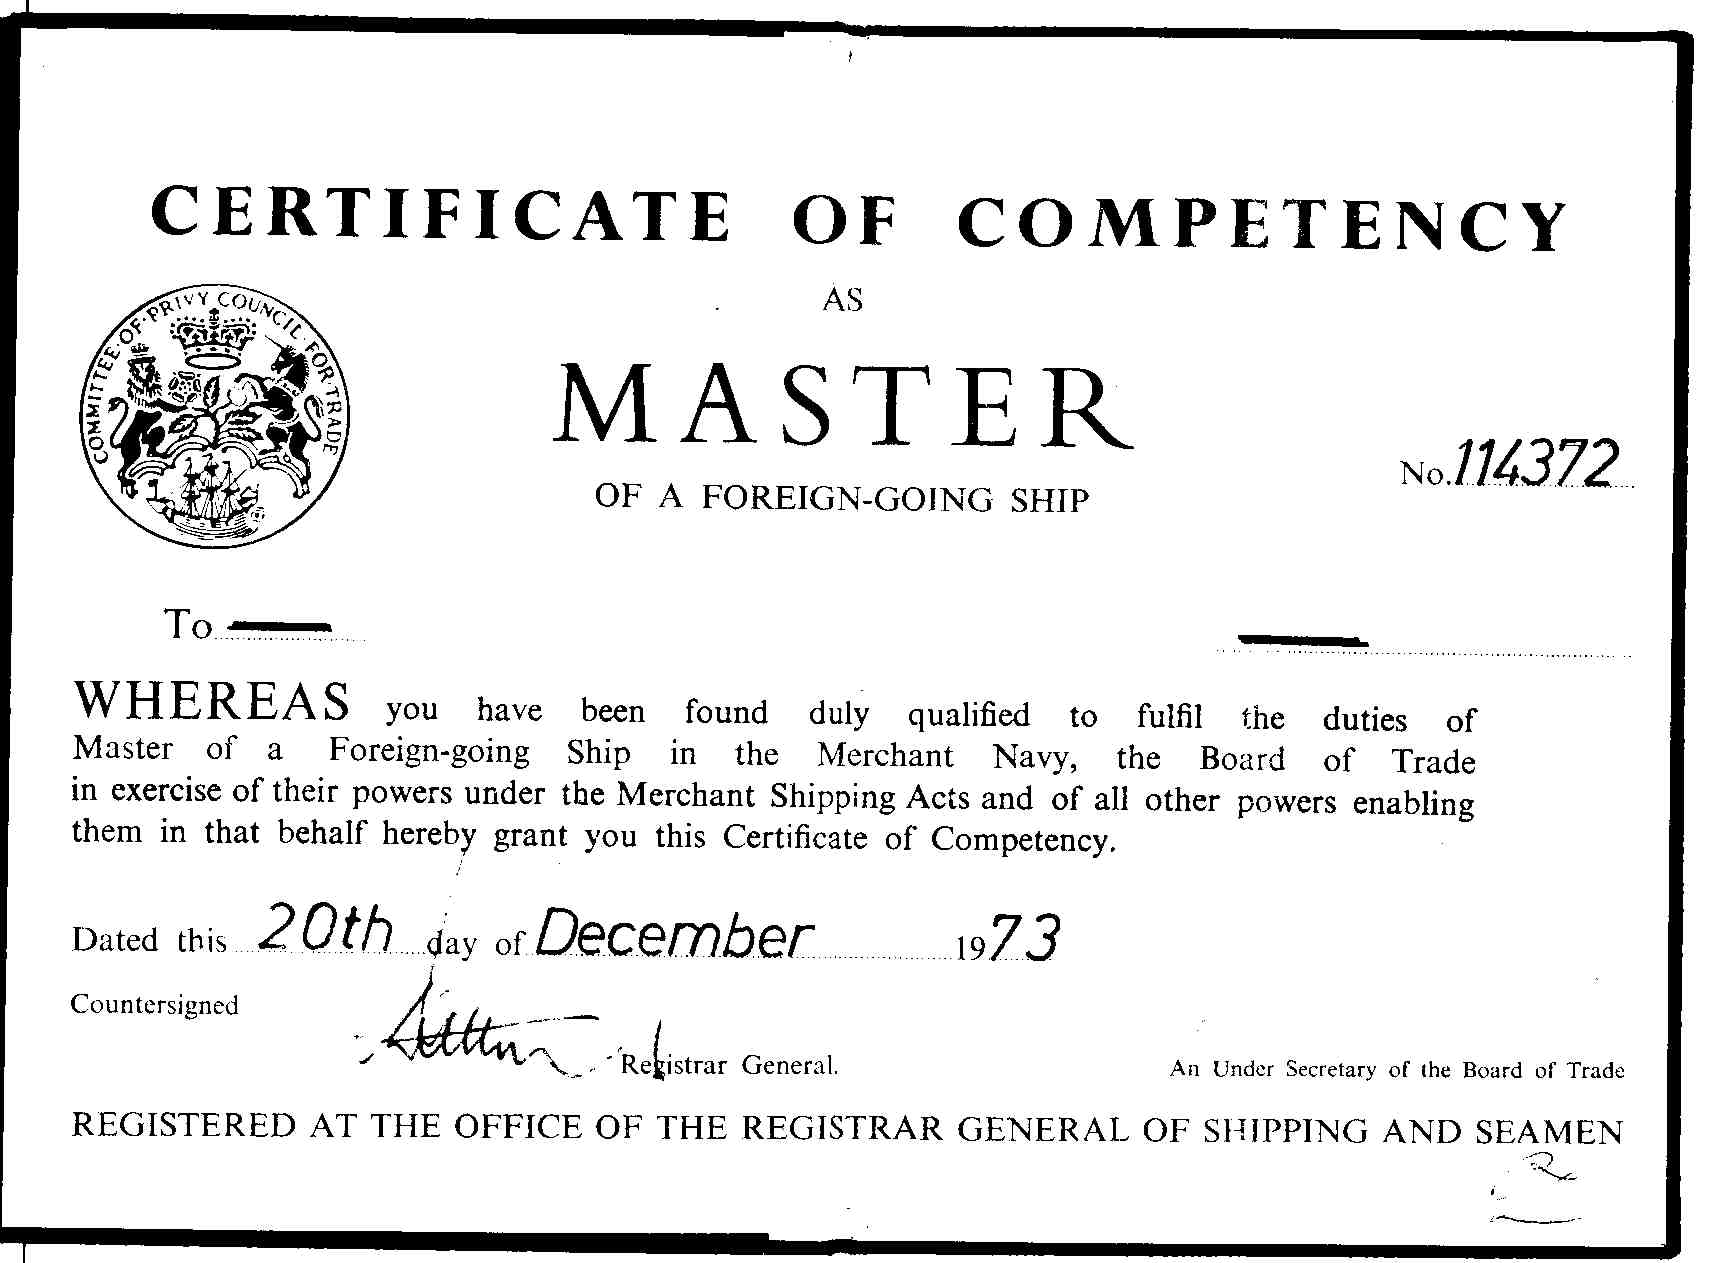 CERTIFICATE OF COMPETENCY
AS
COMMITTEE·OF·PRIVY COUNCIL·FOR·TRADE
MASTER
No. 114372
OF A FOREIGN-GOING SHIP
To
WHEREAS you have been found duly qualified to fulfil the duties of
Master of a Foreign-going Ship in the Merchant Navy, the Board of Trade
in exercise of their powers under the Merchant Shipping Acts and of all other powers enabling
them in that behalf hereby grant you this Certificate of Competency.
Dated this 20th day of December 1973
Countersigned
Registrar General.
An Under Secretary of the Board of Trade
REGISTERED AT THE OFFICE OF THE REGISTRAR GENERAL OF SHIPPING AND SEAMEN